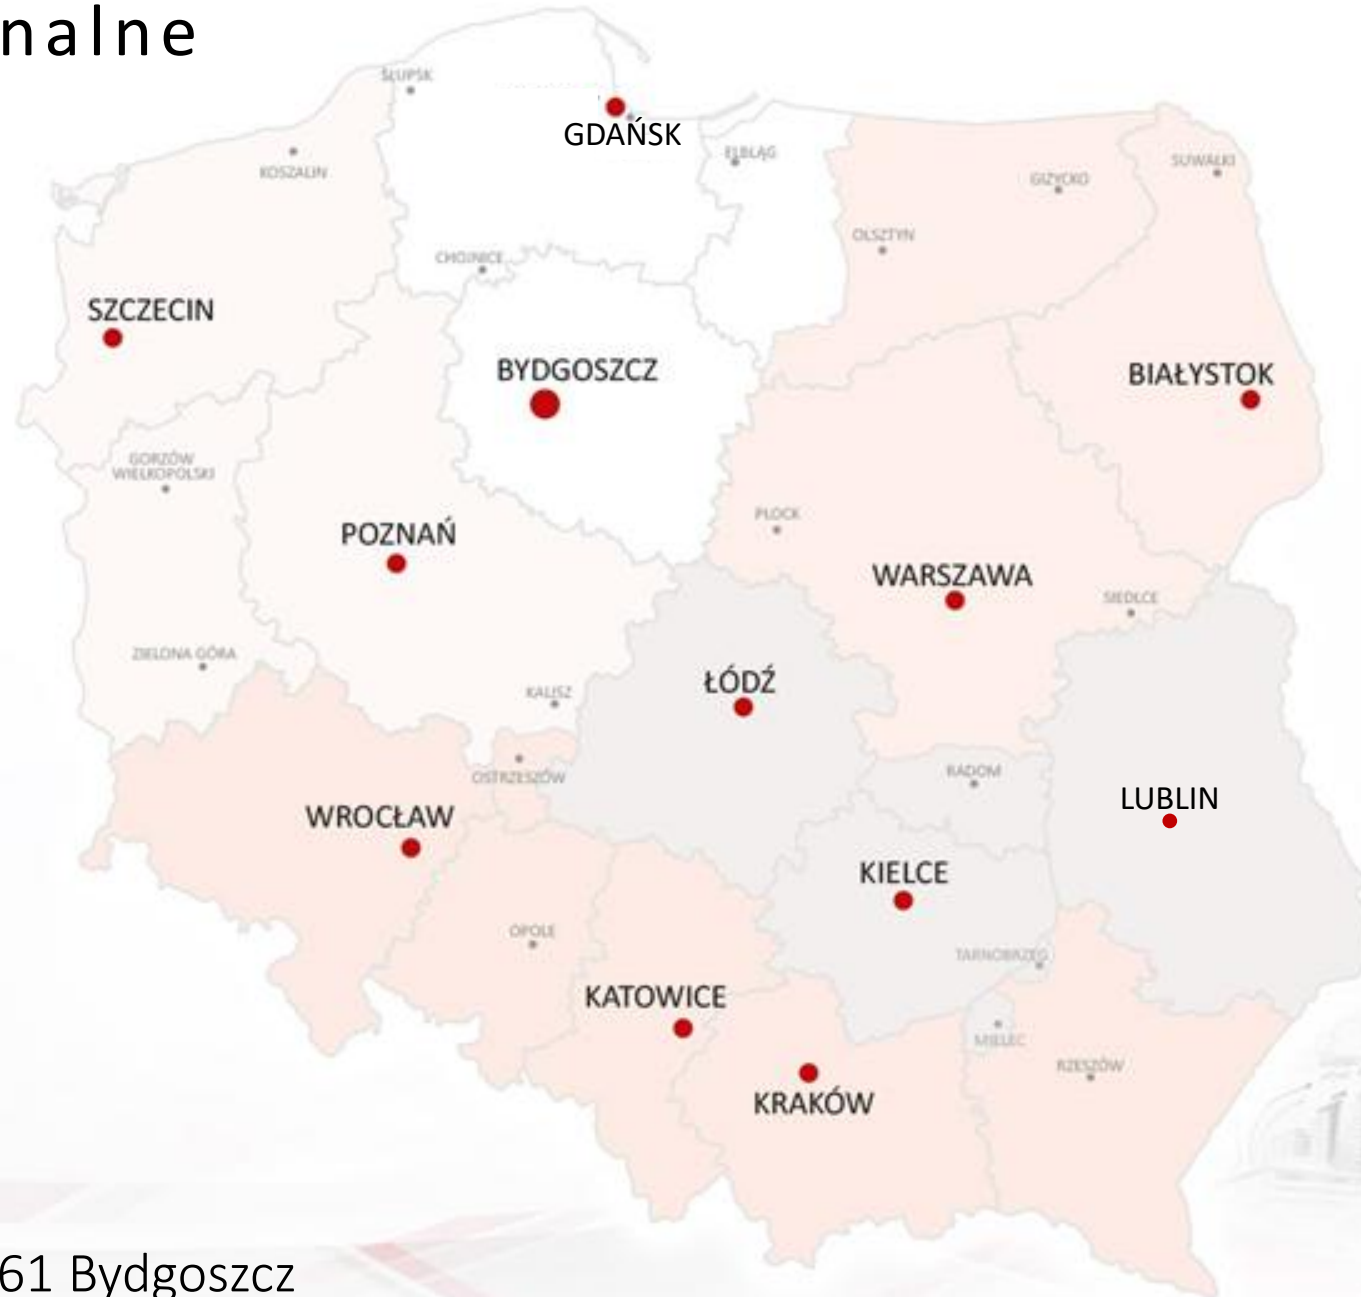 nalne
SŁUPSK
GDAŃSK
ELBLĄG
SUWAŁKI
KOSZALIN
GIŻYCKO
OLSZTYN
CHOJNICE
SZCZECIN
BYDGOSZCZ
BIAŁYSTOK
GORZÓW
WIELKOPOLSKI
PŁOCK
POZNAŃ
WARSZAWA
SIEDLCE
ZIELONA GÓRA
ŁÓDŹ
KALISZ
OSTRZESZÓW
RADOM
LUBLIN
WROCŁAW
KIELCE
OPOLE
TARNOBRZEG
KATOWICE
MIELEC
RZESZÓW
KRAKÓW
61 Bydgoszcz